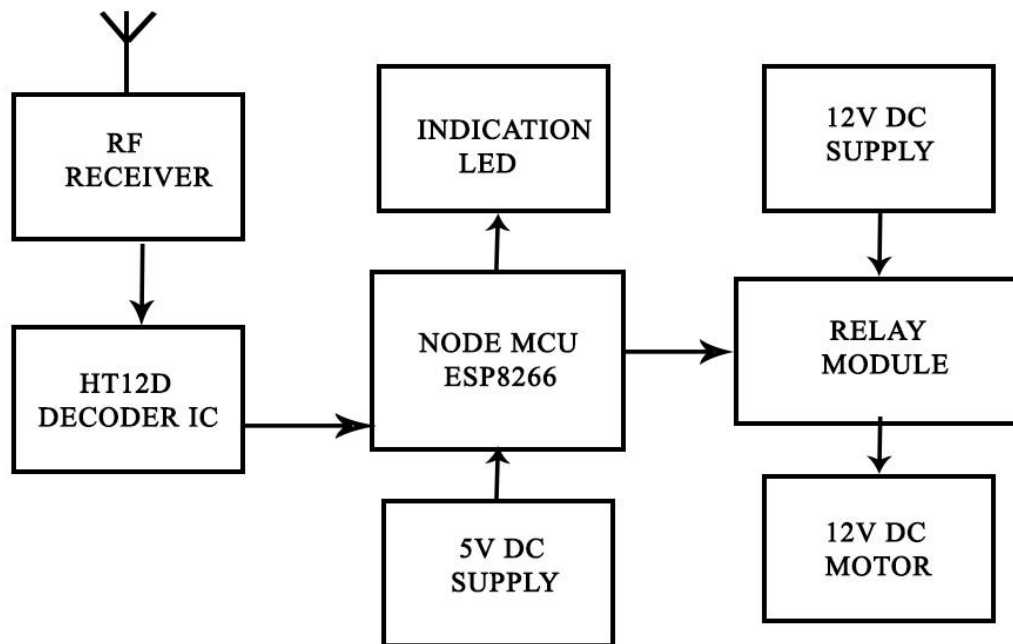 RF
RECEIVER
INDICATION
LED
12V DC
SUPPLY
HT12D
DECODER IC
NODE MCU
ESP8266
RELAY
MODULE
5V DC
SUPPLY
12V DC
MOTOR